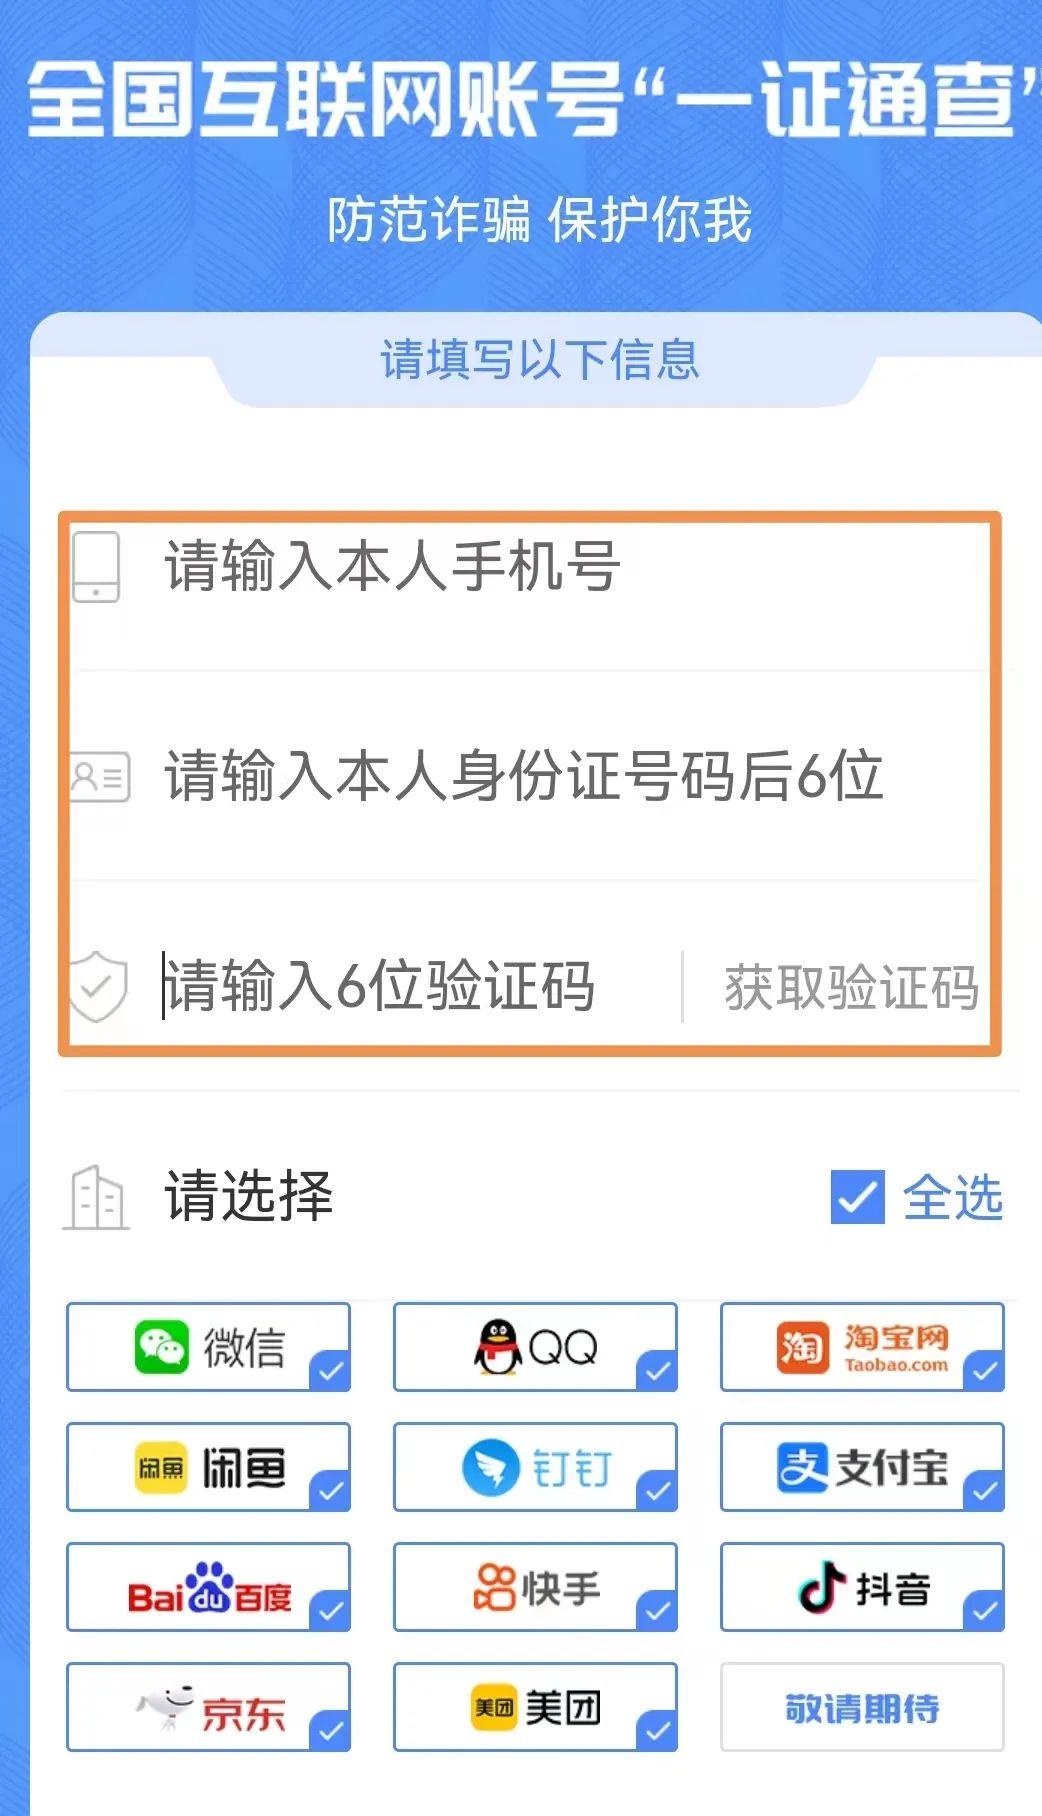 全国互联网账号“一证通查”
防范诈骗 保护你我
请填写以下信息
请输入本人手机号
请输入本人身份证号码后6位
请输入6位验证码 获取验证码
请选择 全选
微信 QQ 淘 淘宝网
Taobao.com
闲鱼 闲鱼 钉钉 支 支付宝
Bai du 百度 快手 抖音
京东 美团 美团 敬请期待